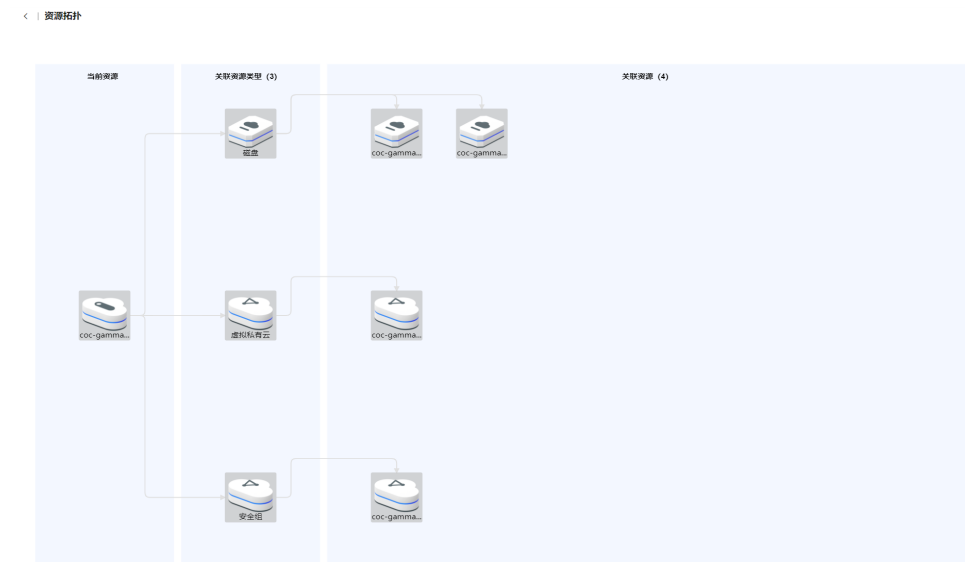 资源拓扑
当前资源
关联资源类型 (3)
关联资源 (4)
磁盘
coc-gamma...
coc-gamma...
coc-gamma...
虚拟私有云
coc-gamma...
安全组
coc-gamma...